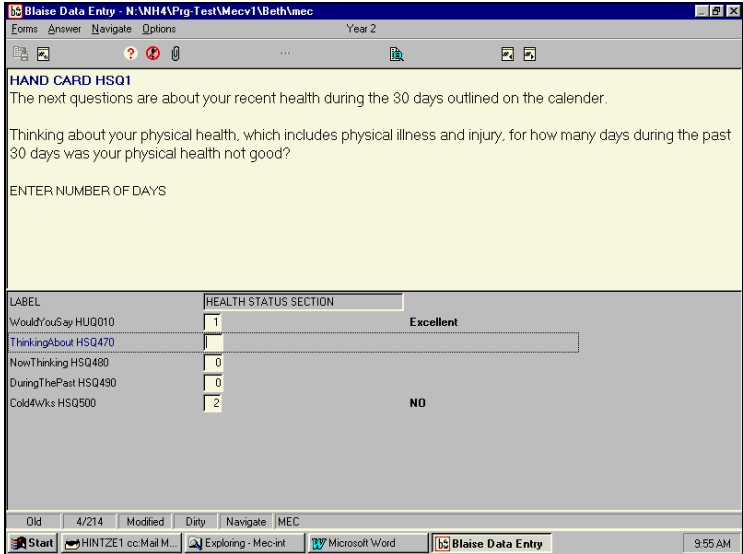 Blaise Data Entry - N:\NH4\Prg-Test\Mecv1\Beth\mec
Forms Answer Navigate Options Year 2
HAND CARD HSQ1
The next questions are about your recent health during the 30 days outlined on the calender.
Thinking about your physical health, which includes physical illness and injury, for how many days during the past
30 days was your physical health not good?
ENTER NUMBER OF DAYS
LABEL HEALTH STATUS SECTION
WouldYouSay HUQ010 1 Excellent
ThinkingAbout HSQ470
NowThinking HSQ480 0
DuringThePast HSQ490 0
Cold4Wks HSQ500 2 NO
Old 4/214 Modified Dirty Navigate MEC
Start HINTZE1 cc:Mail M... Exploring - Mec-int Microsoft Word Blaise Data Entry 9:55 AM